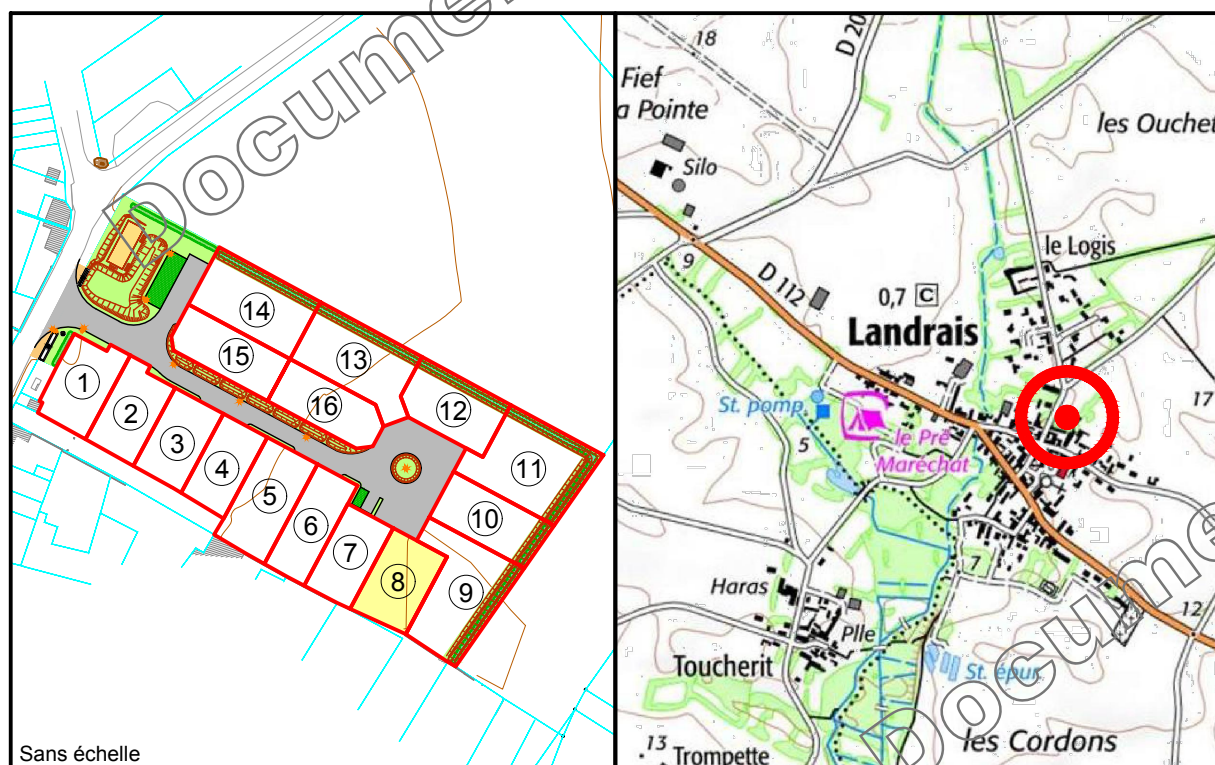 Docume
14
13
15
16
12
1
2
3
4
5
6
7
8
9
10
11
Sans échelle
18
D 20
Fief
a Pointe
les Ouchet
Silo
le Logis
9
D 112
0,7 C
Landrais
17
St. pomp
le Pré
Maréchat
5
7
Haras
Plle
12
Toucherit
St. épur.
les Cordons
13
Trompette
Docume